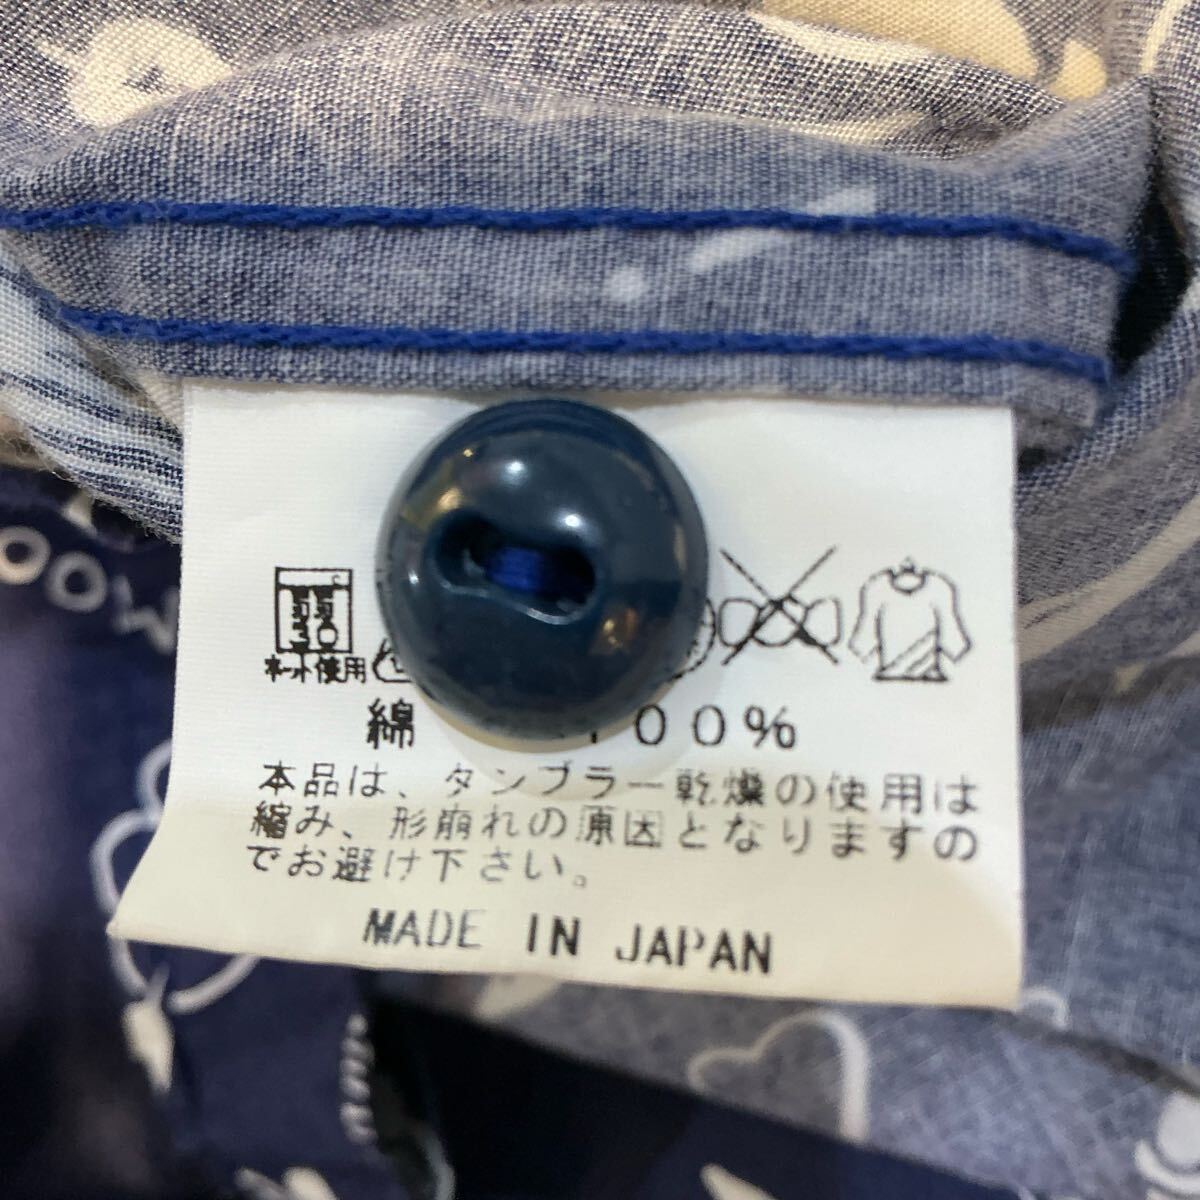 ネット使用
綿 100%
本品は、タンブラー乾燥の使用は
縮み、形崩れの原因となりますの
でお避け下さい。
MADE IN JAPAN